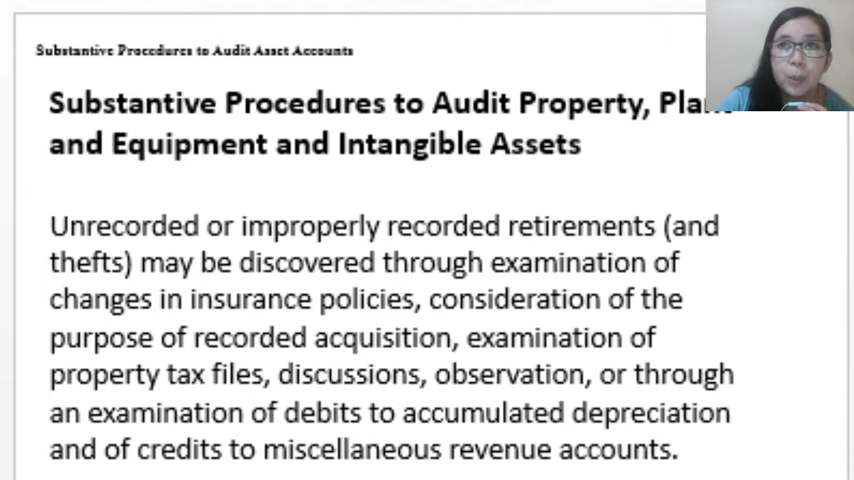 Substantive Procedures to Audit Asset Accounts
Substantive Procedures to Audit Property, Plant
and Equipment and Intangible Assets
Unrecorded or improperly recorded retirements (and
thefts) may be discovered through examination of
changes in insurance policies, consideration of the
purpose of recorded acquisition, examination of
property tax files, discussions, observation, or through
an examination of debits to accumulated depreciation
and of credits to miscellaneous revenue accounts.